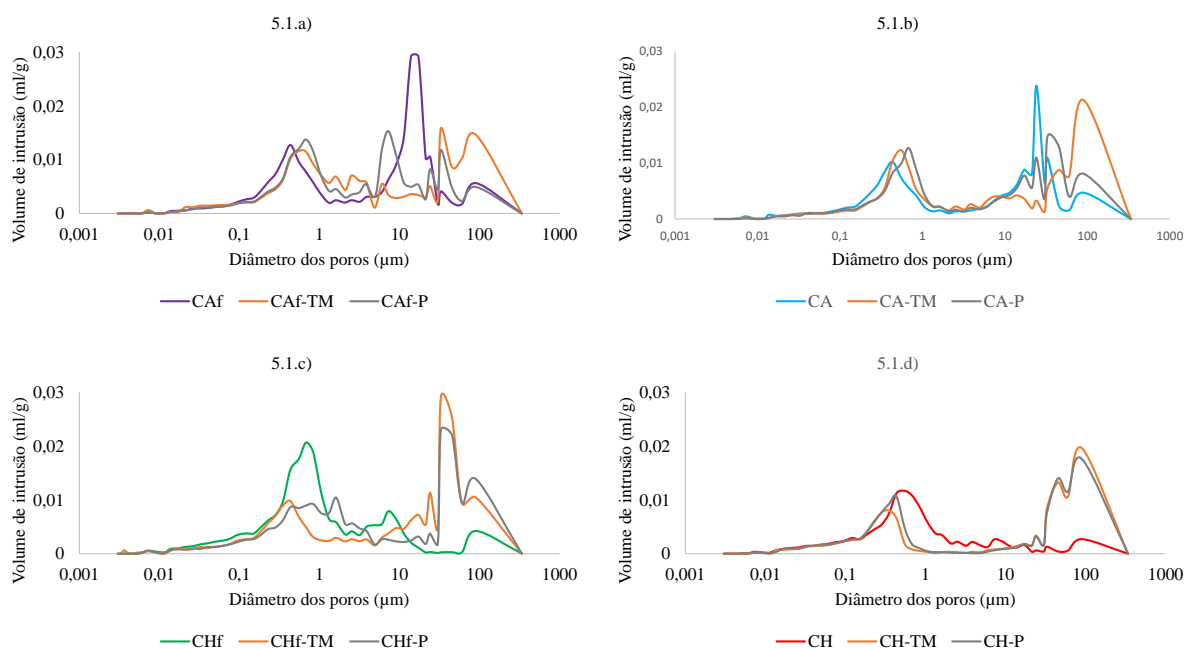 5.1.a)
Volume de intrusão (ml/g)
0,03
0,02
0,01
0
0,001 0,01 0,1 1 10 100 1000
Diâmetro dos poros (µm)
CAf CAf-TM CAf-P
5.1.b)
Volume de intrusão (ml/g)
0,03
0,02
0,01
0
0,001 0,01 0,1 1 10 100 1000
Diâmetro dos poros (µm)
CA CA-TM CA-P
5.1.c)
Volume de intrusão (ml/g)
0,03
0,02
0,01
0
0,001 0,01 0,1 1 10 100 1000
Diâmetro dos poros (µm)
CHf CHf-TM CHf-P
5.1.d)
Volume de intrusão (ml/g)
0,03
0,02
0,01
0
0,001 0,01 0,1 1 10 100 1000
Diâmetro dos poros (µm)
CH CH-TM CH-P